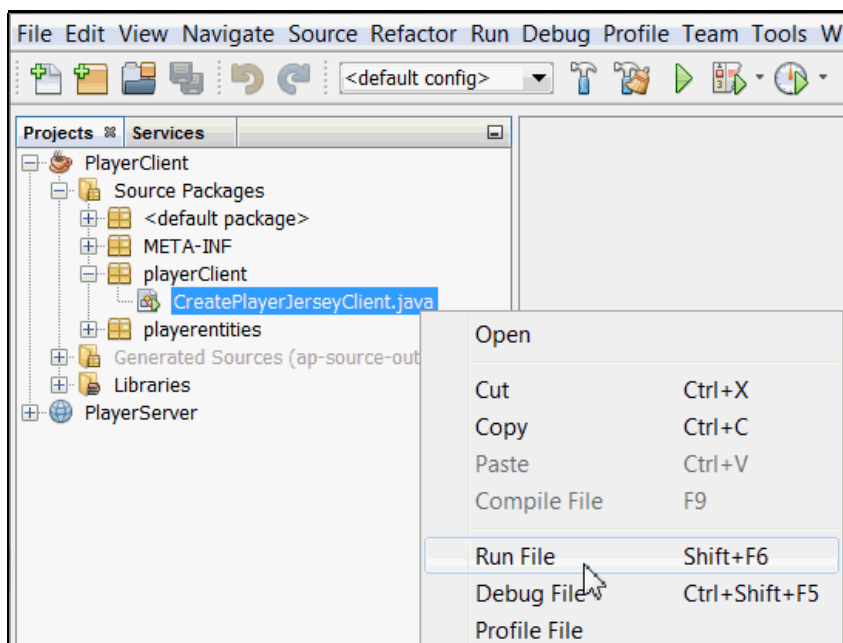 File Edit View Navigate Source Refactor Run Debug Profile Team Tools W
<default config>
Projects Services
PlayerClient
Source Packages
<default package>
META-INF
playerClient
CreatePlayerJerseyClient.java
playerentities
Generated Sources (ap-source-out
Libraries
PlayerServer
Open
Cut Ctrl+X
Copy Ctrl+C
Paste Ctrl+V
Compile File F9
Run File Shift+F6
Debug File Ctrl+Shift+F5
Profile File